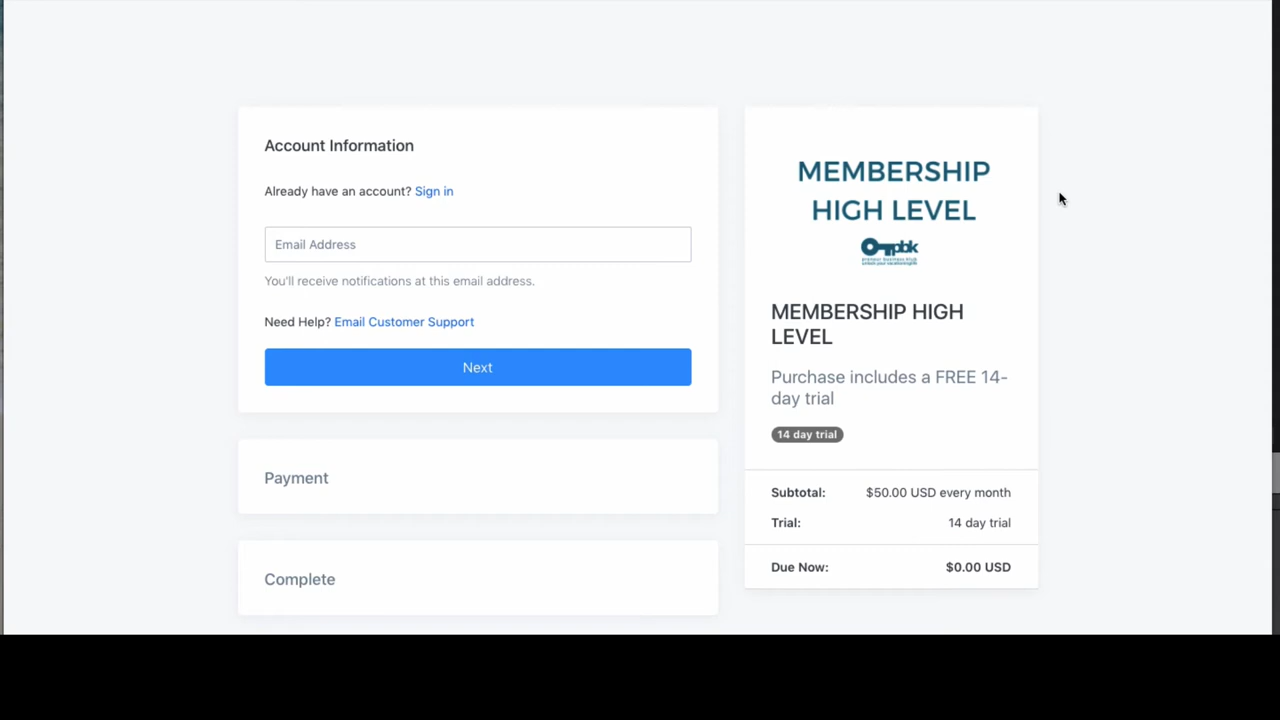 Account Information
Already have an account? Sign in
Email Address
You'll receive notifications at this email address.
Need Help? Email Customer Support
Next
Payment
Complete
MEMBERSHIP
HIGH LEVEL
pbk
MEMBERSHIP HIGH
LEVEL
Purchase includes a FREE 14-
day trial
14 day trial
Subtotal: $50.00 USD every month
Trial: 14 day trial
Due Now: $0.00 USD